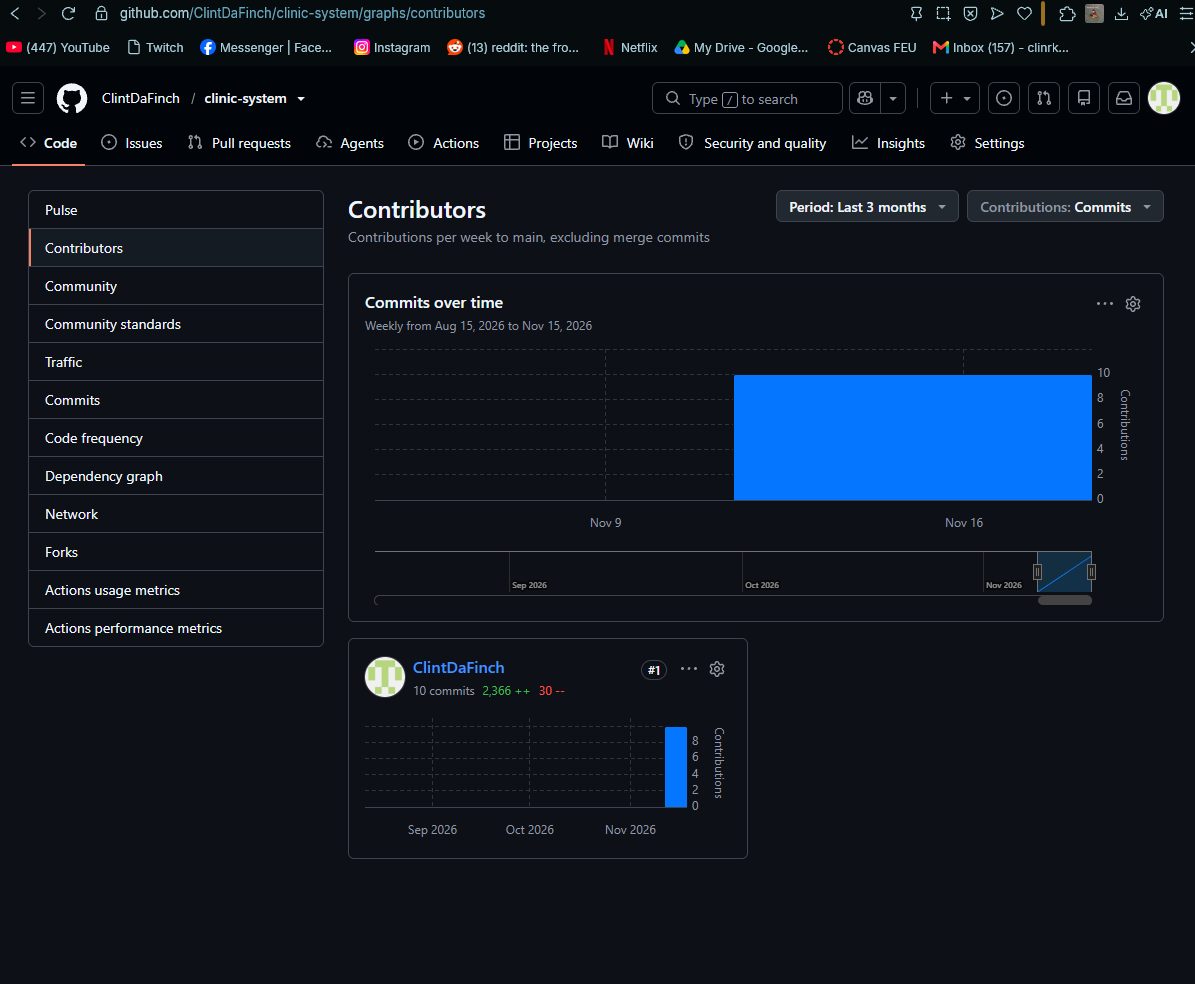 github.com/ClintDaFinch/clinic-system/graphs/contributors
AI
(447) YouTube
Twitch
Messenger | Face...
Instagram
(13) reddit: the fro...
Netflix
My Drive - Google...
Canvas FEU
Inbox (157) - clinrk...
ClintDaFinch / clinic-system
Type / to search
Code
Issues
Pull requests
Agents
Actions
Projects
Wiki
Security and quality
Insights
Settings
Pulse
Contributors
Community
Community standards
Traffic
Commits
Code frequency
Dependency graph
Network
Forks
Actions usage metrics
Actions performance metrics
Contributors
Contributions per week to main, excluding merge commits
Period: Last 3 months
Contributions: Commits
Commits over time
Weekly from Aug 15, 2026 to Nov 15, 2026
10
8
6
4
2
0
Contributions
Nov 9
Nov 16
Sep 2026
Oct 2026
Nov 2026
ClintDaFinch
#1
10 commits 2,366 ++ 30 --
8
6
4
2
0
Contributions
Sep 2026
Oct 2026
Nov 2026